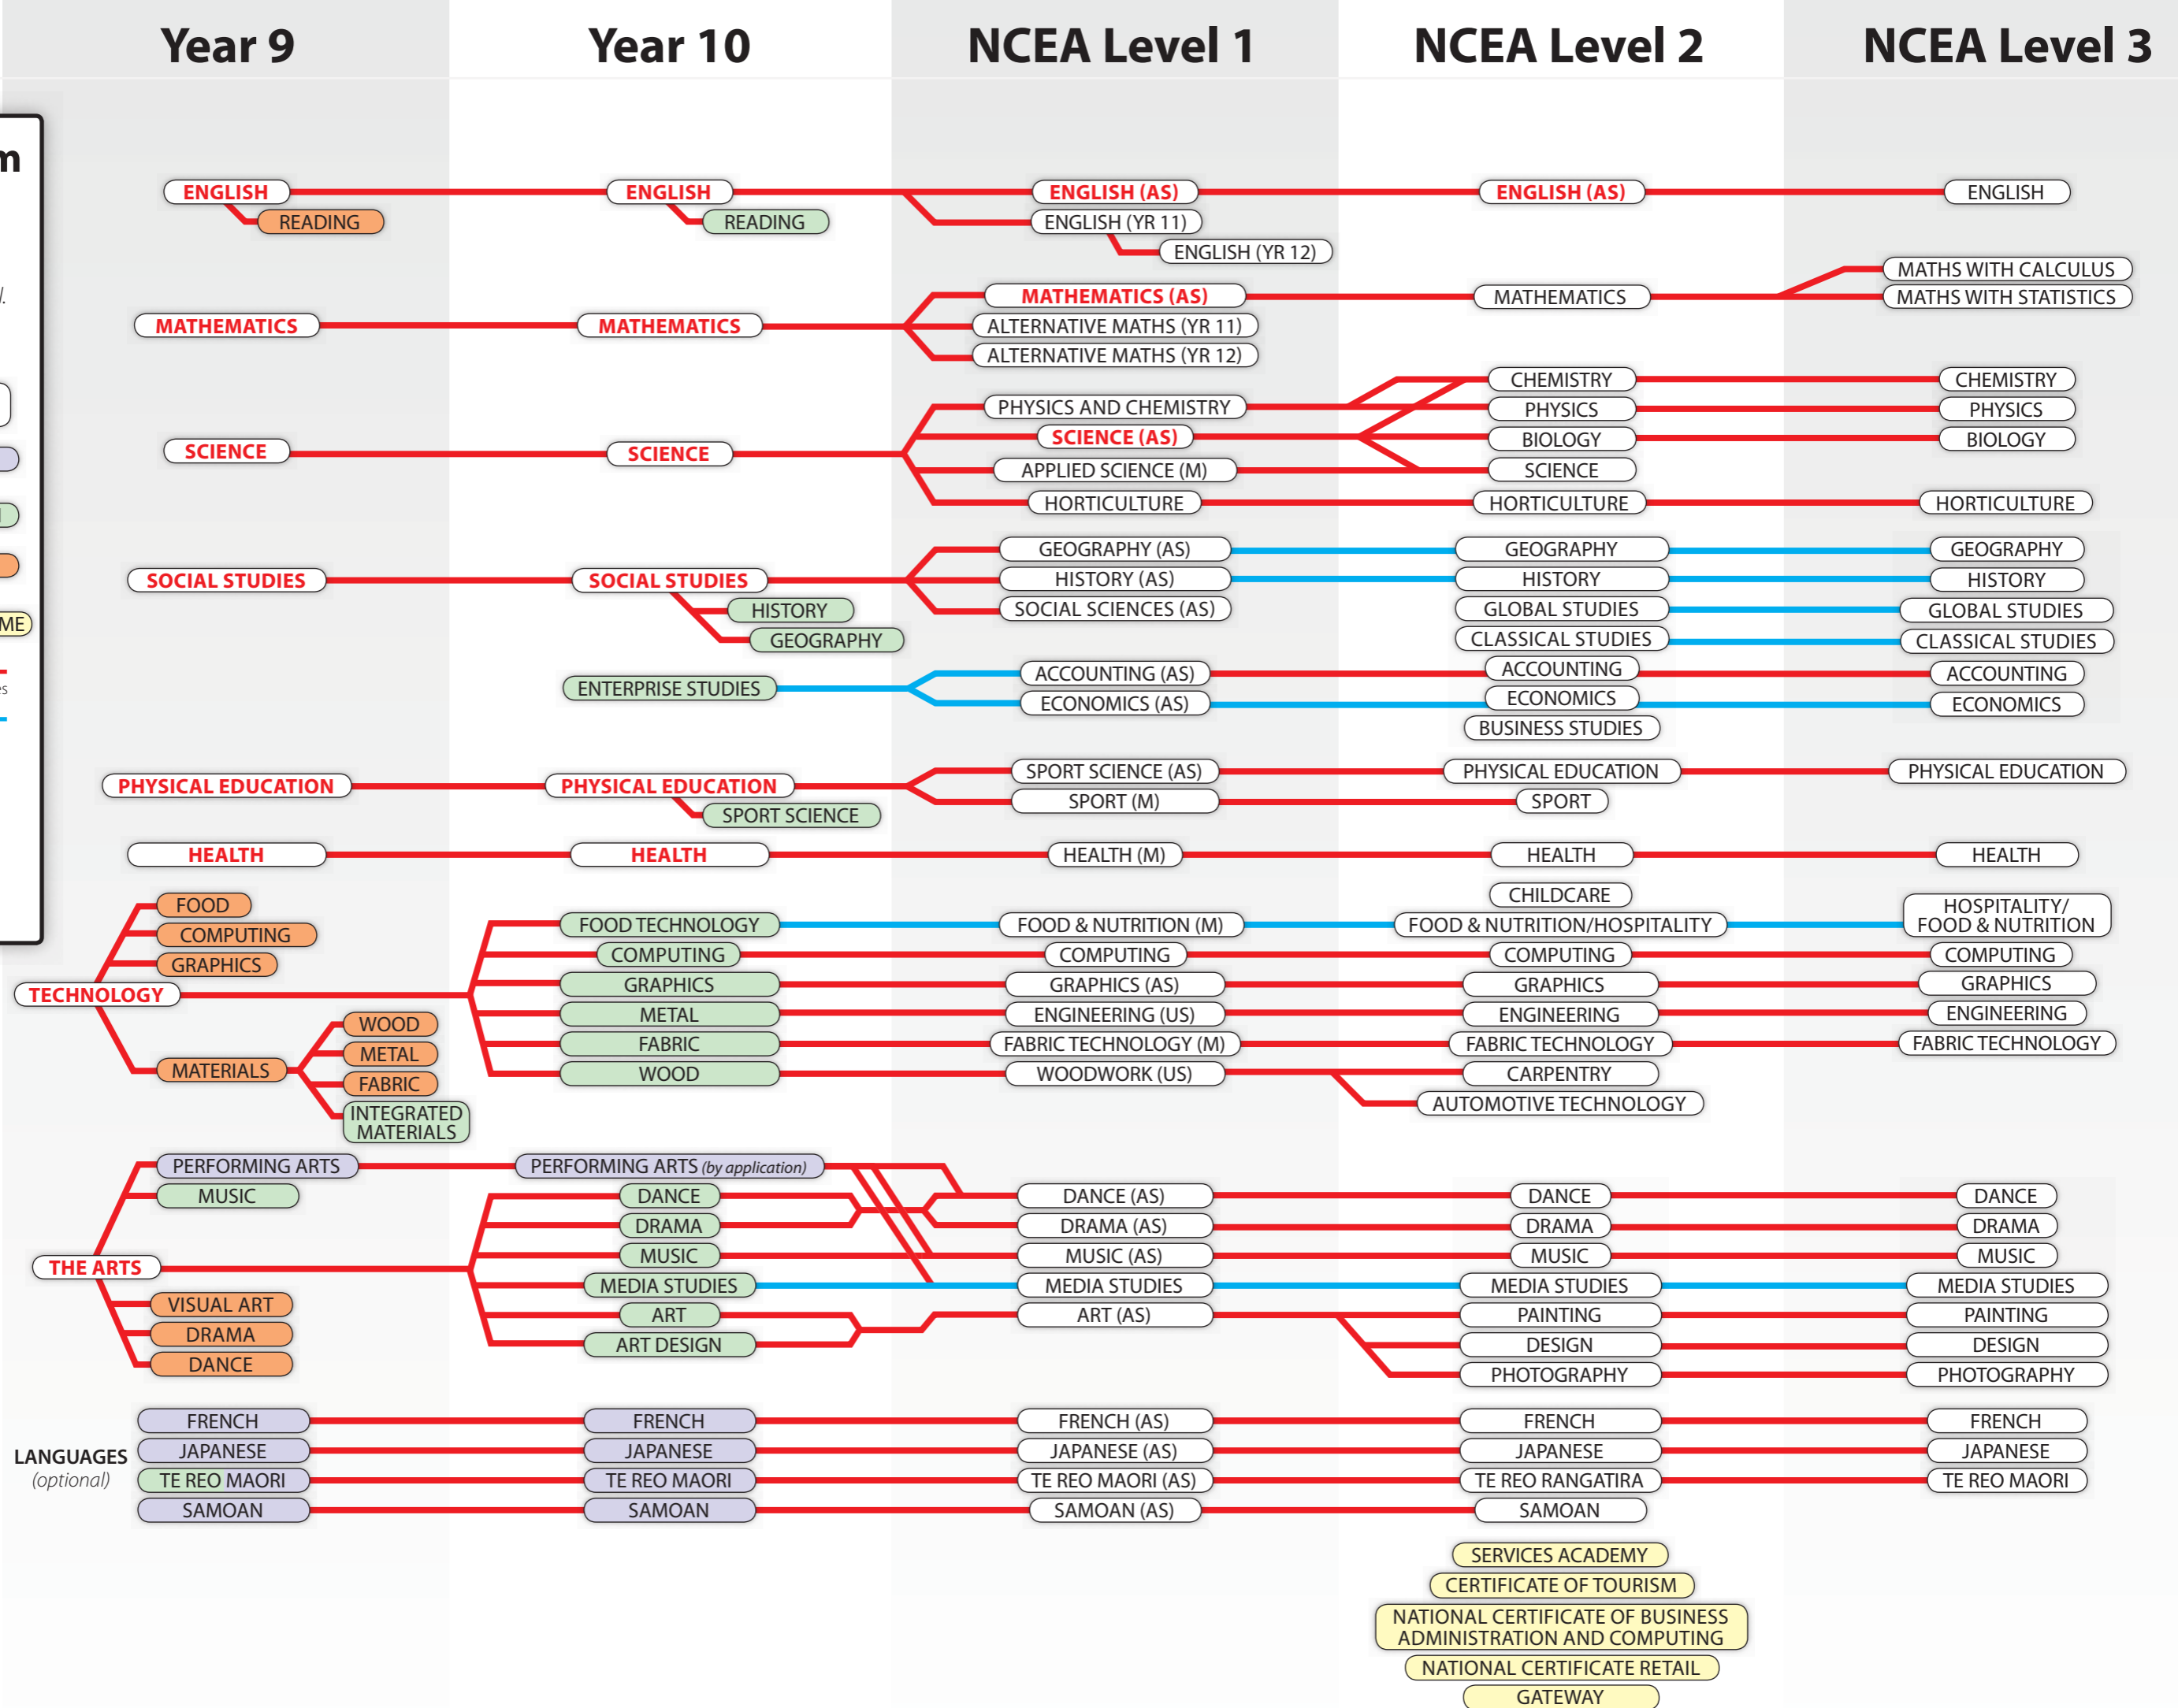 Year 9
Year 10
NCEA Level 1
NCEA Level 2
NCEA Level 3
m
l.
ME
es
ENGLISH
ENGLISH
ENGLISH (AS)
ENGLISH (AS)
ENGLISH
READING
READING
ENGLISH (YR 11)
ENGLISH (YR 12)
MATHS WITH CALCULUS
MATHEMATICS (AS)
MATHEMATICS
MATHS WITH STATISTICS
MATHEMATICS
MATHEMATICS
ALTERNATIVE MATHS (YR 11)
ALTERNATIVE MATHS (YR 12)
CHEMISTRY
CHEMISTRY
PHYSICS AND CHEMISTRY
PHYSICS
PHYSICS
SCIENCE
SCIENCE
SCIENCE (AS)
BIOLOGY
BIOLOGY
APPLIED SCIENCE (M)
SCIENCE
HORTICULTURE
HORTICULTURE
HORTICULTURE
GEOGRAPHY (AS)
GEOGRAPHY
GEOGRAPHY
SOCIAL STUDIES
SOCIAL STUDIES
HISTORY (AS)
HISTORY
HISTORY
HISTORY
SOCIAL SCIENCES (AS)
GLOBAL STUDIES
GLOBAL STUDIES
GEOGRAPHY
CLASSICAL STUDIES
CLASSICAL STUDIES
ENTERPRISE STUDIES
ACCOUNTING (AS)
ACCOUNTING
ACCOUNTING
ECONOMICS (AS)
ECONOMICS
ECONOMICS
BUSINESS STUDIES
PHYSICAL EDUCATION
PHYSICAL EDUCATION
SPORT SCIENCE (AS)
PHYSICAL EDUCATION
PHYSICAL EDUCATION
SPORT SCIENCE
SPORT (M)
SPORT
HEALTH
HEALTH
HEALTH (M)
HEALTH
HEALTH
CHILDCARE
FOOD
FOOD TECHNOLOGY
FOOD & NUTRITION (M)
FOOD & NUTRITION/HOSPITALITY
HOSPITALITY/
FOOD & NUTRITION
COMPUTING
COMPUTING
COMPUTING
COMPUTING
COMPUTING
GRAPHICS
GRAPHICS
GRAPHICS (AS)
GRAPHICS
GRAPHICS
TECHNOLOGY
METAL
ENGINEERING (US)
ENGINEERING
ENGINEERING
WOOD
METAL
FABRIC
FABRIC TECHNOLOGY (M)
FABRIC TECHNOLOGY
FABRIC TECHNOLOGY
MATERIALS
FABRIC
WOOD
WOODWORK (US)
CARPENTRY
INTEGRATED
MATERIALS
AUTOMOTIVE TECHNOLOGY
PERFORMING ARTS
PERFORMING ARTS (by application)
MUSIC
DANCE
DANCE (AS)
DANCE
DANCE
DRAMA
DRAMA (AS)
DRAMA
DRAMA
THE ARTS
MUSIC
MUSIC (AS)
MUSIC
MUSIC
MEDIA STUDIES
MEDIA STUDIES
MEDIA STUDIES
MEDIA STUDIES
VISUAL ART
ART
ART (AS)
PAINTING
PAINTING
DRAMA
ART DESIGN
DESIGN
DESIGN
DANCE
PHOTOGRAPHY
PHOTOGRAPHY
LANGUAGES
(optional)
FRENCH
FRENCH
FRENCH (AS)
FRENCH
FRENCH
JAPANESE
JAPANESE
JAPANESE (AS)
JAPANESE
JAPANESE
TE REO MAORI
TE REO MAORI
TE REO MAORI (AS)
TE REO RANGATIRA
TE REO MAORI
SAMOAN
SAMOAN
SAMOAN (AS)
SAMOAN
SERVICES ACADEMY
CERTIFICATE OF TOURISM
NATIONAL CERTIFICATE OF BUSINESS
ADMINISTRATION AND COMPUTING
NATIONAL CERTIFICATE RETAIL
GATEWAY